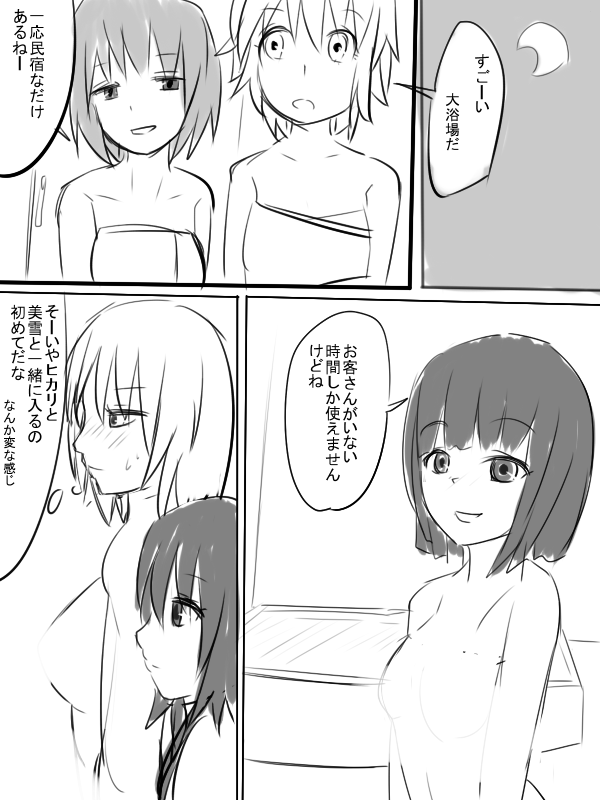 すごーい
大浴場だ
一応民宿なだけ
あるねー
お客さんがいない
時間しか使えません
けどね
そーいやヒカリと
美雪と一緒に入るの
初めてだな
なんか変な感じ